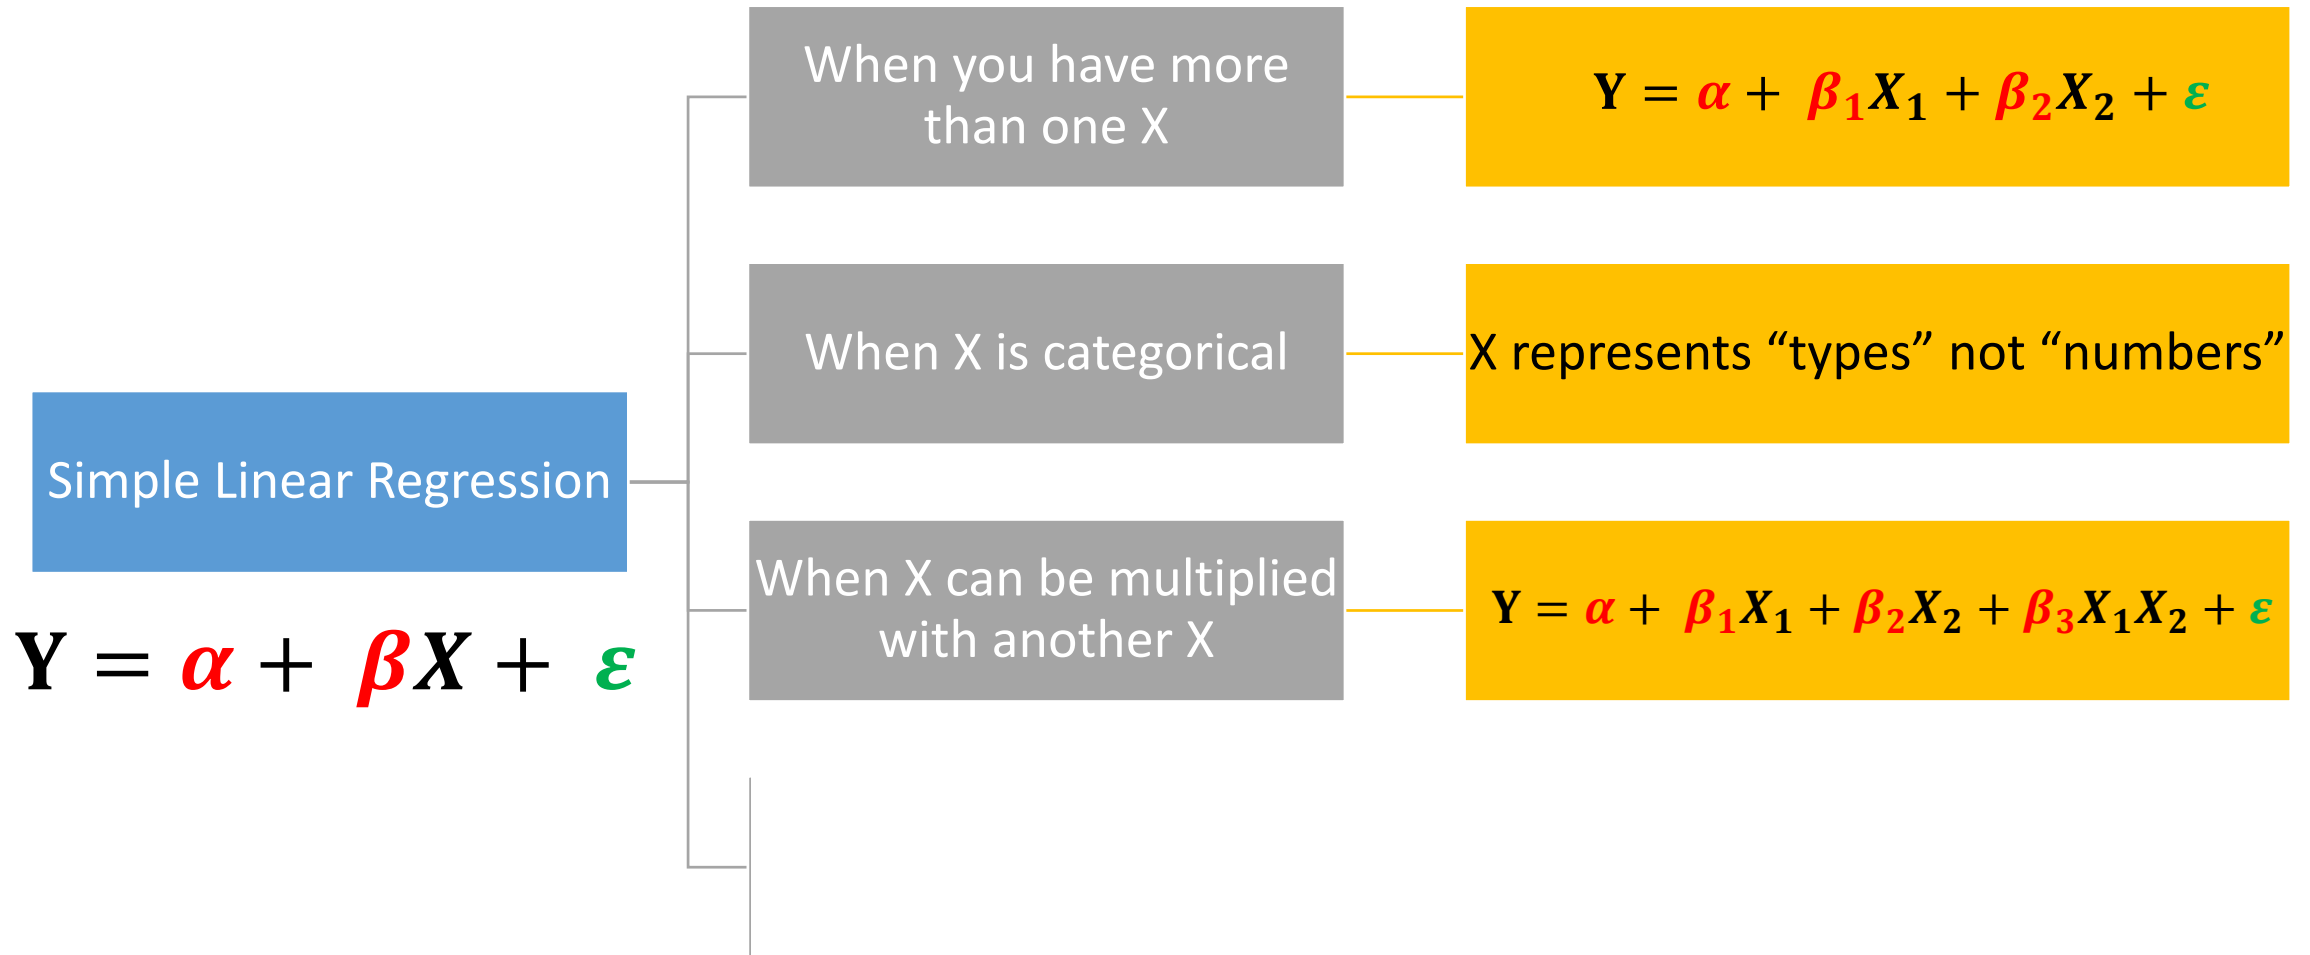 Simple Linear Regression
Y = α + βX + ε
When you have more
than one X
Y = α + β₁X₁ + β₂X₂ + ε
When X is categorical
X represents “types” not “numbers”
When X can be multiplied
with another X
Y = α + β₁X₁ + β₂X₂ + β₃X₁X₂ + ε